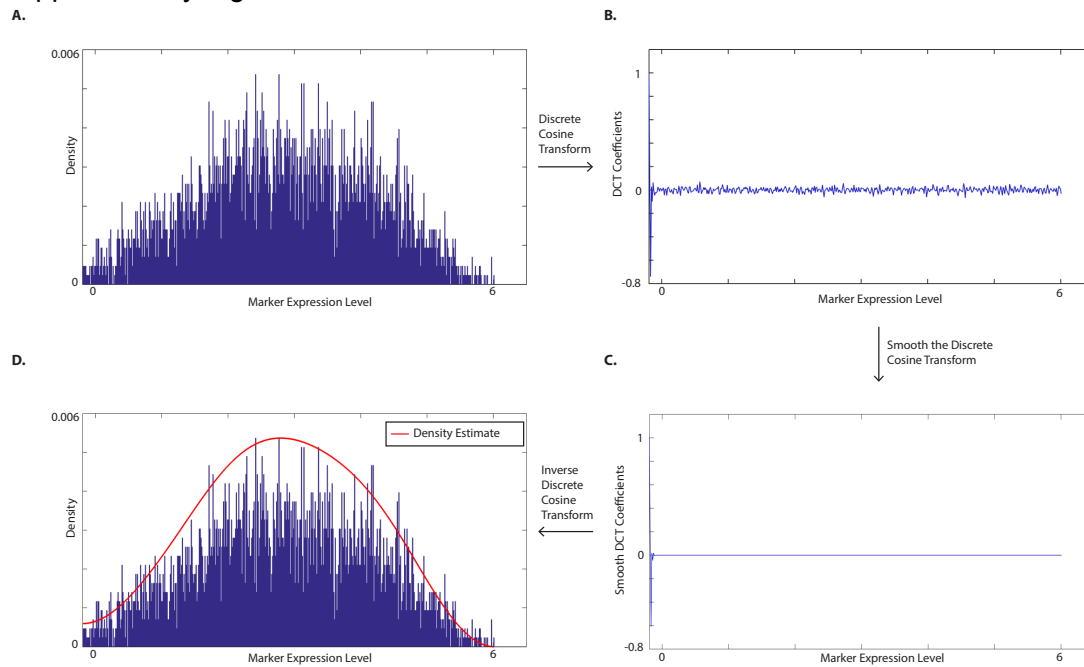 A.
0.006
Density
0
0
6
Marker Expression Level
Discrete
Cosine
Transform
B.
1
DCT Coefficients
0
-0.8
0
6
Marker Expression Level
Smooth the Discrete
Cosine Transform
C.
1
Smooth DCT Coefficients
0
-0.8
0
6
Marker Expression Level
Inverse
Discrete
Cosine
Transform
D.
0.006
Density Estimate
Density
0
0
6
Marker Expression Level